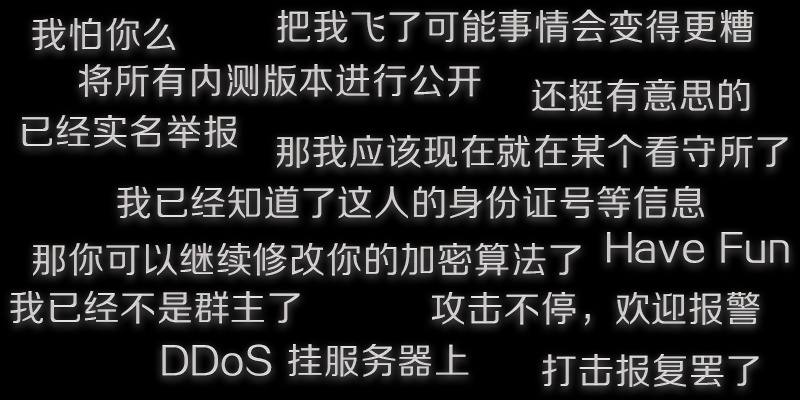 我怕你么
把我飞了可能事情会变得更糟
将所有内测版本进行公开
还挺有意思的
已经实名举报
那我应该现在就在某个看守所了
我已经知道了这人的身份证号等信息
那你可以继续修改你的加密算法了
Have Fun
我已经不是群主了
攻击不停，欢迎报警
DDoS 挂服务器上
打击报复罢了